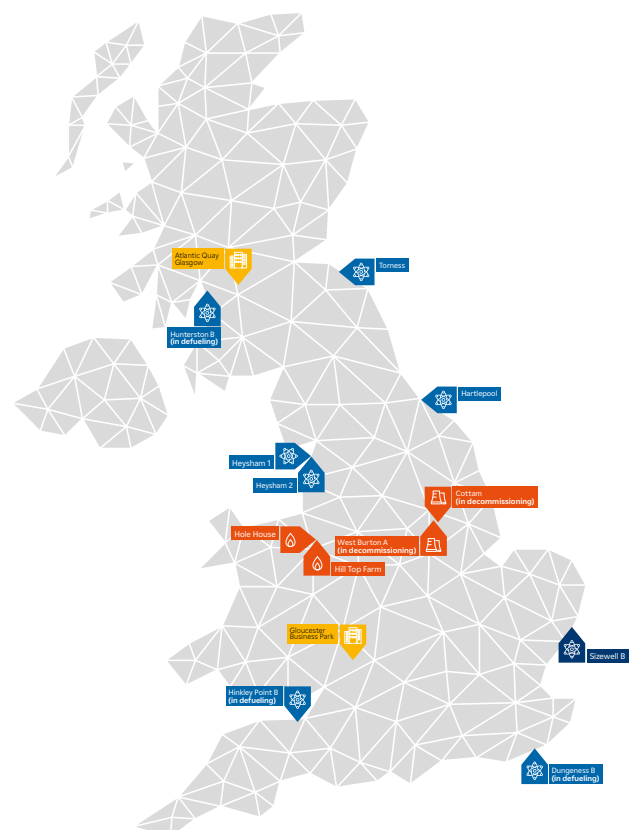 Atlantic Quay
Glasgow
Torness
Hunterston B
(in defueling)
Hartlepool
Heysham 1
Heysham 2
Cottam
(in decommissioning)
Hole House
West Burton A
(in decommissioning)
Hill Top Farm
Gloucester
Business Park
Sizewell B
Hinkley Point B
(in defueling)
Dungeness B
(in defueling)